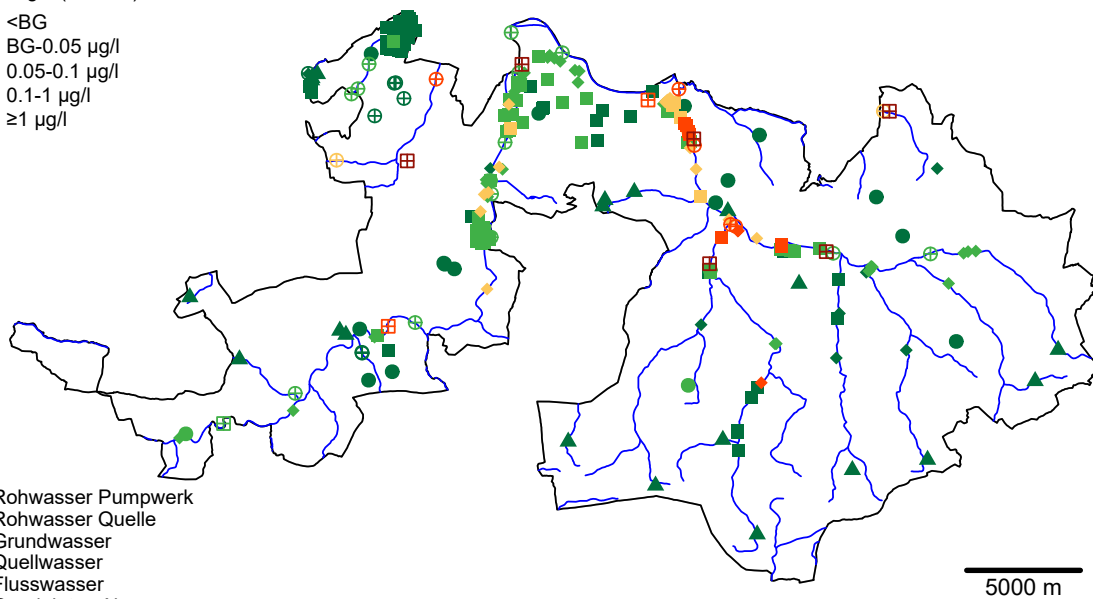 <BG
BG-0.05 µg/l
0.05-0.1 µg/l
0.1-1 µg/l
≥1 µg/l
Rohwasser Pumpwerk
Rohwasser Quelle
Grundwasser
Quellwasser
Flusswasser
5000 m